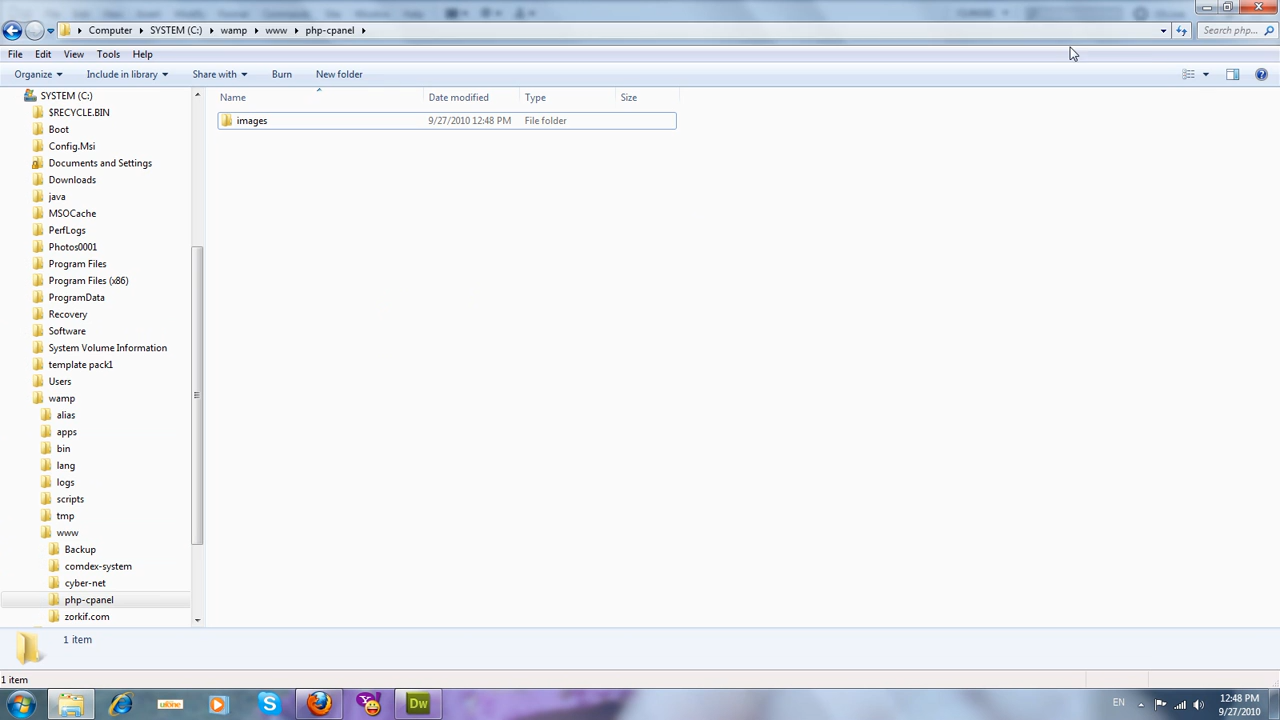 Computer SYSTEM (C:) wamp www php-cpanel
Search php...
File Edit View Tools Help
Organize Include in library Share with Burn New folder
Name Date modified Type Size
images 9/27/2010 12:48 PM File folder
SYSTEM (C:)
$RECYCLE.BIN
Boot
Config.Msi
Documents and Settings
Downloads
java
MSOCache
PerfLogs
Photos0001
Program Files
Program Files (x86)
ProgramData
Recovery
Software
System Volume Information
template pack1
Users
wamp
alias
apps
bin
lang
logs
scripts
tmp
www
Backup
comdex-system
cyber-net
php-cpanel
zorkif.com
1 item
1 item
ufone
Dw
EN
12:48 PM
9/27/2010